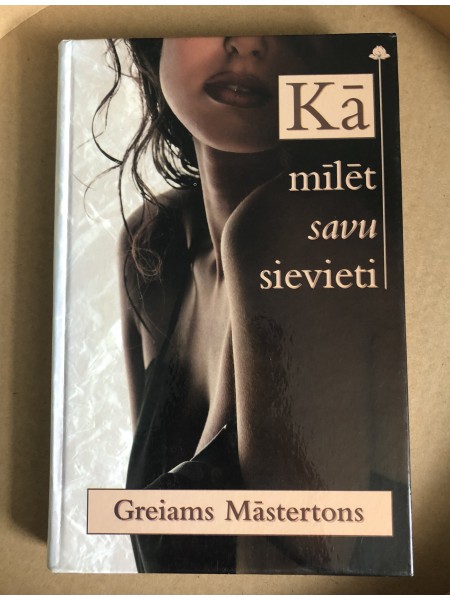 Kā
mīlēt
savu
sievieti
Greiams Māstertons